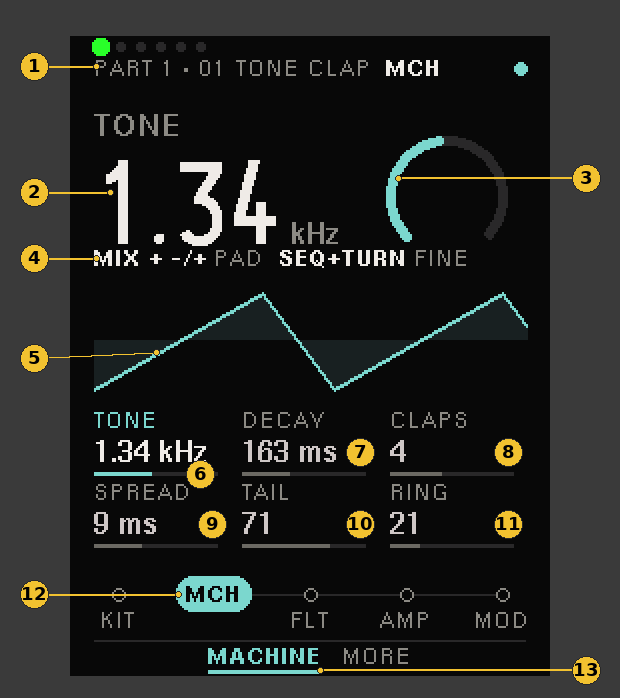 1 PART 1 · 01 TONE CLAP MCH
TONE
2 1.34 kHz 3
4 MIX + -/+ PAD SEQ+TURN FINE
5
TONE DECAY CLAPS
1.34 kHz 163 ms 7 4 8
6
SPREAD TAIL RING
9 ms 9 71 10 21 11
12 MCH
KIT FLT AMP MOD
MACHINE MORE
13